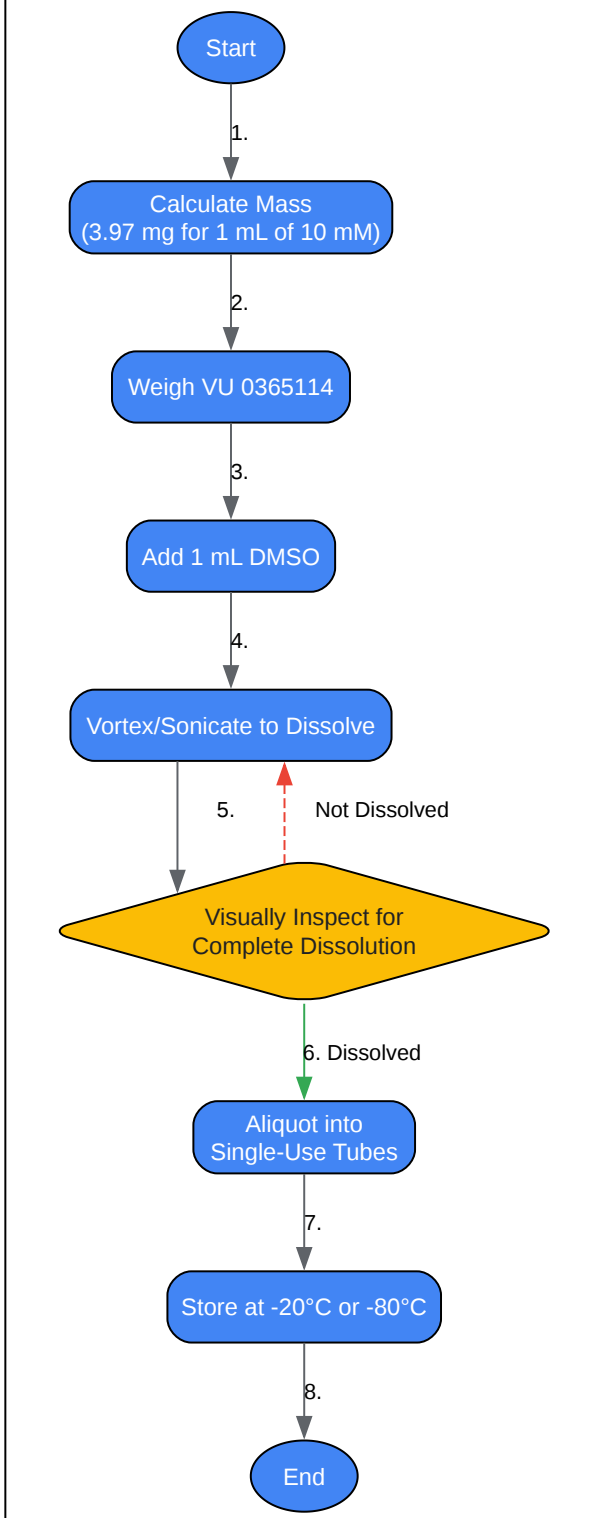 Start
1.
Calculate Mass
(3.97 mg for 1 mL of 10 mM)
2.
Weigh VU 0365114
3.
Add 1 mL DMSO
4.
Vortex/Sonicate to Dissolve
5.
Not Dissolved
Visually Inspect for
Complete Dissolution
6. Dissolved
Aliquot into
Single-Use Tubes
7.
Store at -20°C or -80°C
8.
End